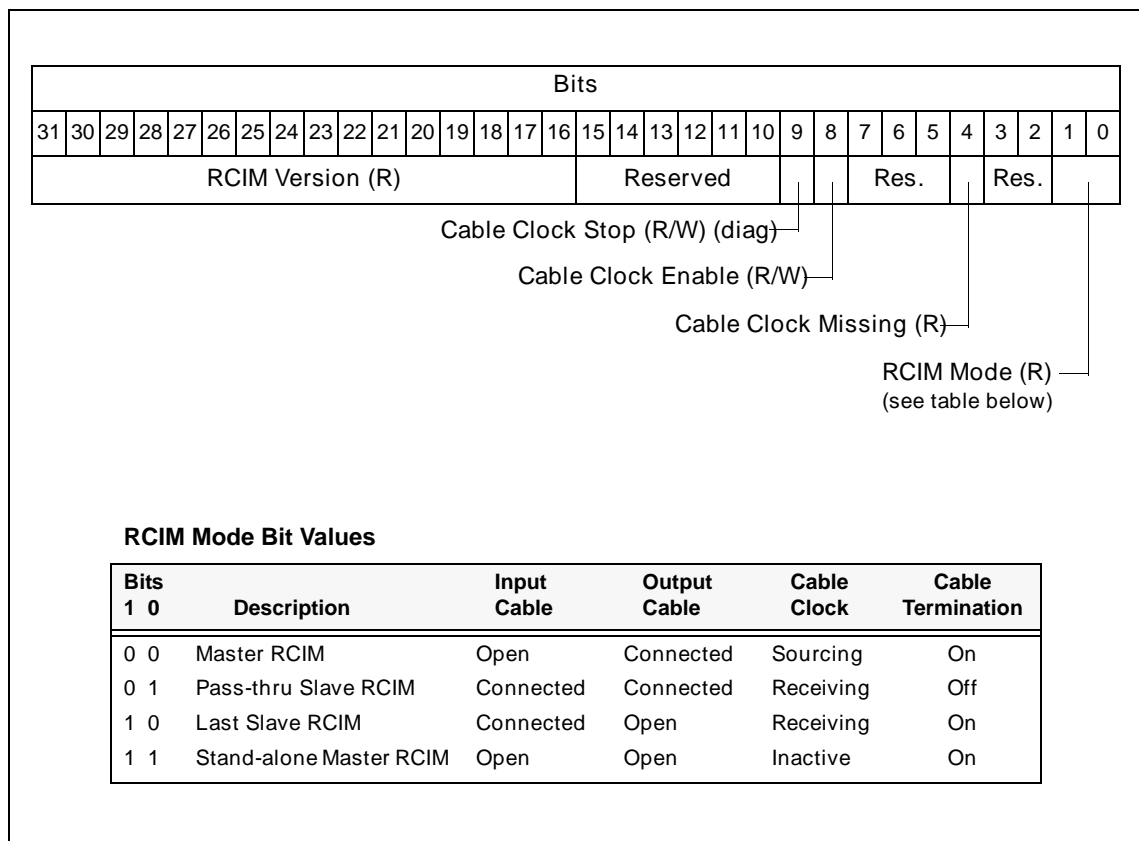 Bits
31 30 29 28 27 26 25 24 23 22 21 20 19 18 17 16 15 14 13 12 11 10 9 8 7 6 5 4 3 2 1 0
RCIM Version (R) Reserved Res. Res.
Cable Clock Stop (R/W) (diag)
Cable Clock Enable (R/W)
Cable Clock Missing (R)
RCIM Mode (R)
(see table below)
RCIM Mode Bit Values
Bits Input Output Cable Cable
1 0 Description Cable Cable Clock Termination
0 0 Master RCIM Open Connected Sourcing On
0 1 Pass-thru Slave RCIM Connected Connected Receiving Off
1 0 Last Slave RCIM Connected Open Receiving On
1 1 Stand-alone Master RCIM Open Open Inactive On